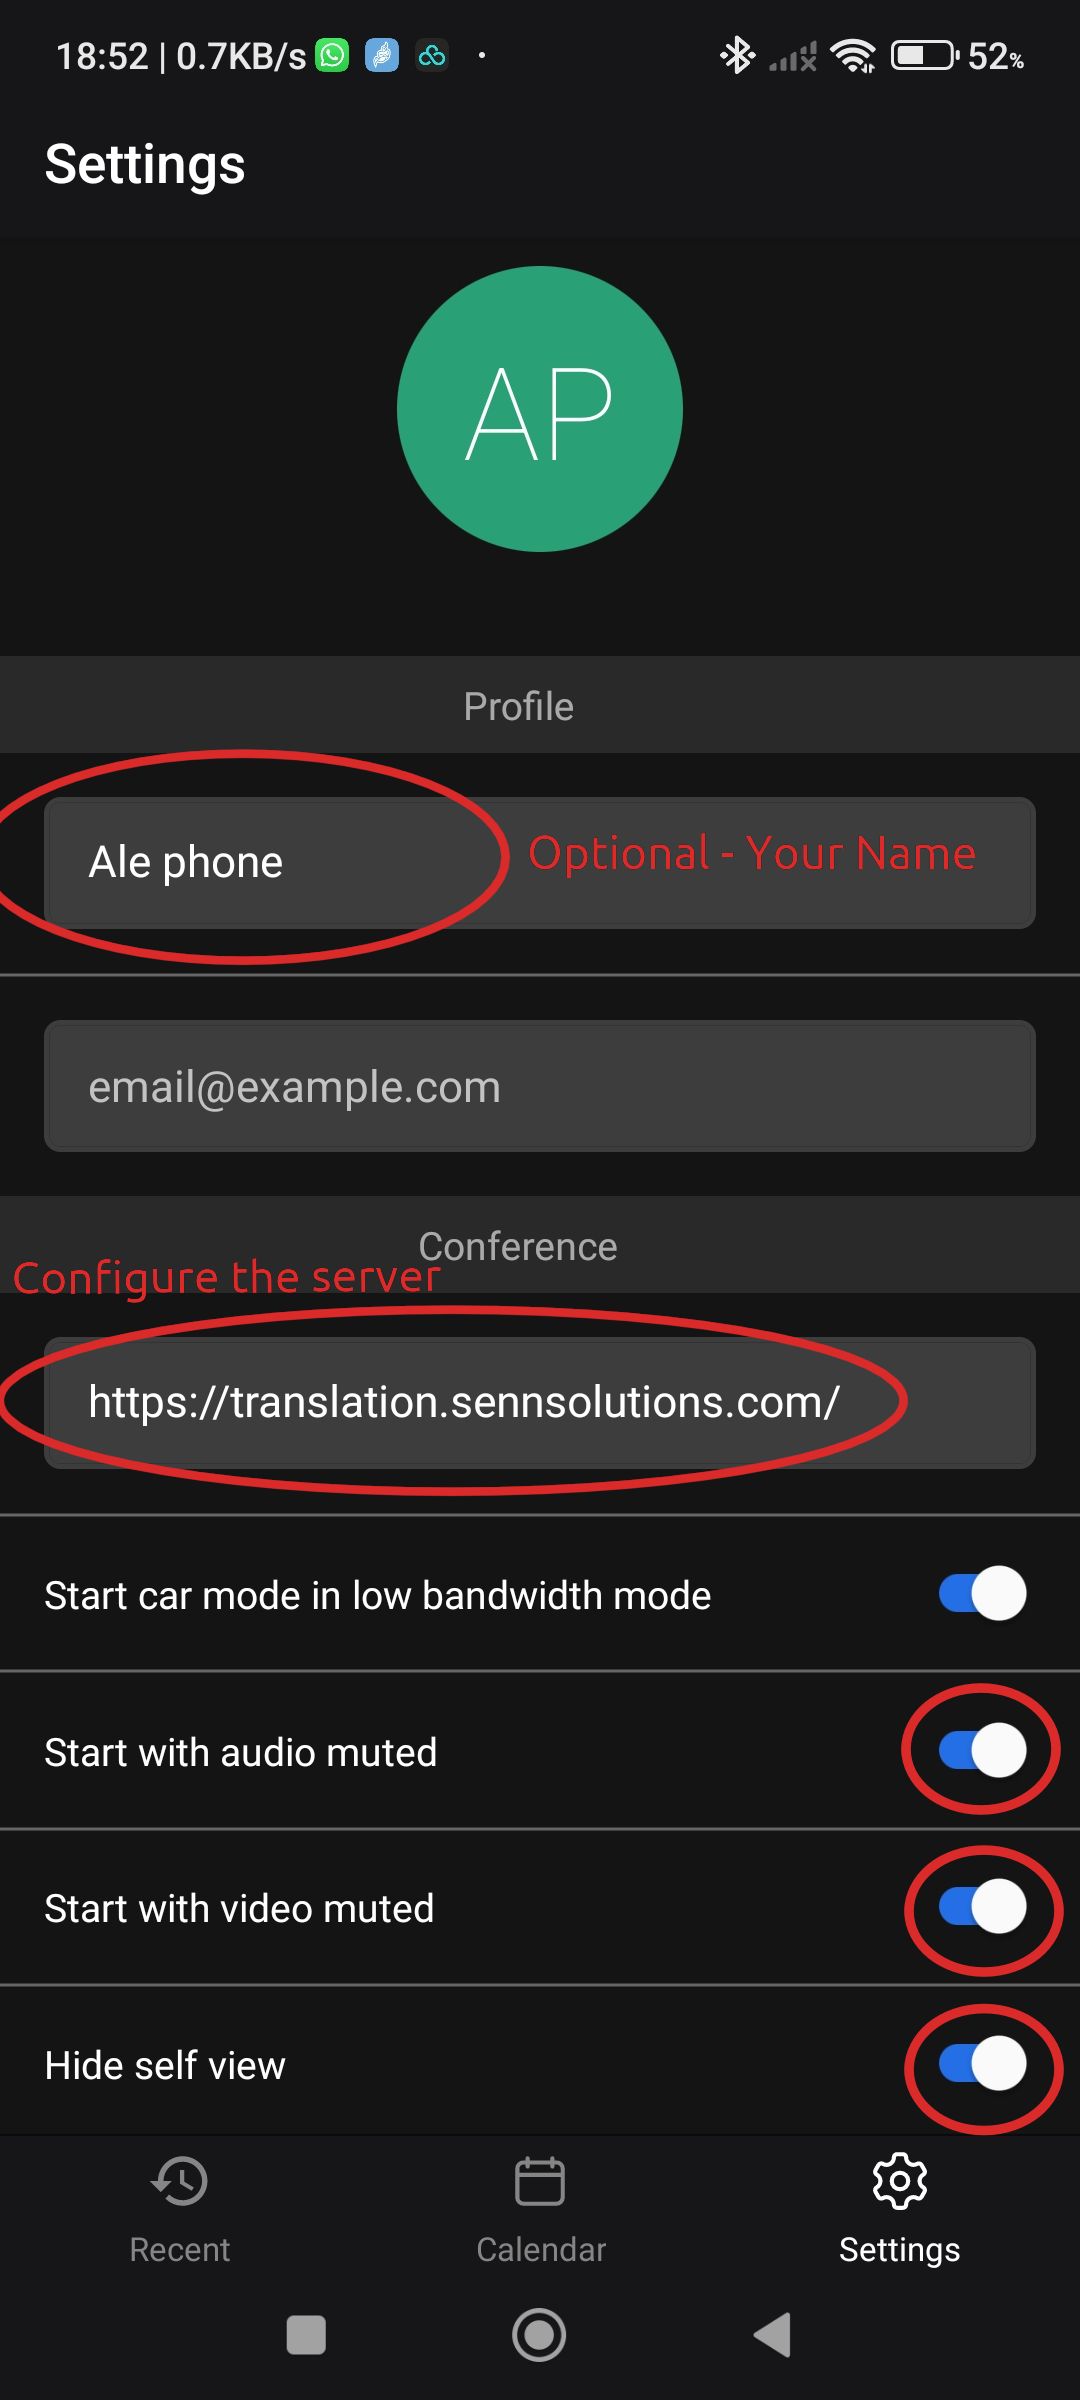 18:52 | 0.7KB/s 52%
Settings
AP
Profile
Ale phone
Optional - Your Name
email@example.com
Conference
Configure the server
https://translation.sennsolutions.com/
Start car mode in low bandwidth mode
Start with audio muted
Start with video muted
Hide self view
Recent Calendar Settings